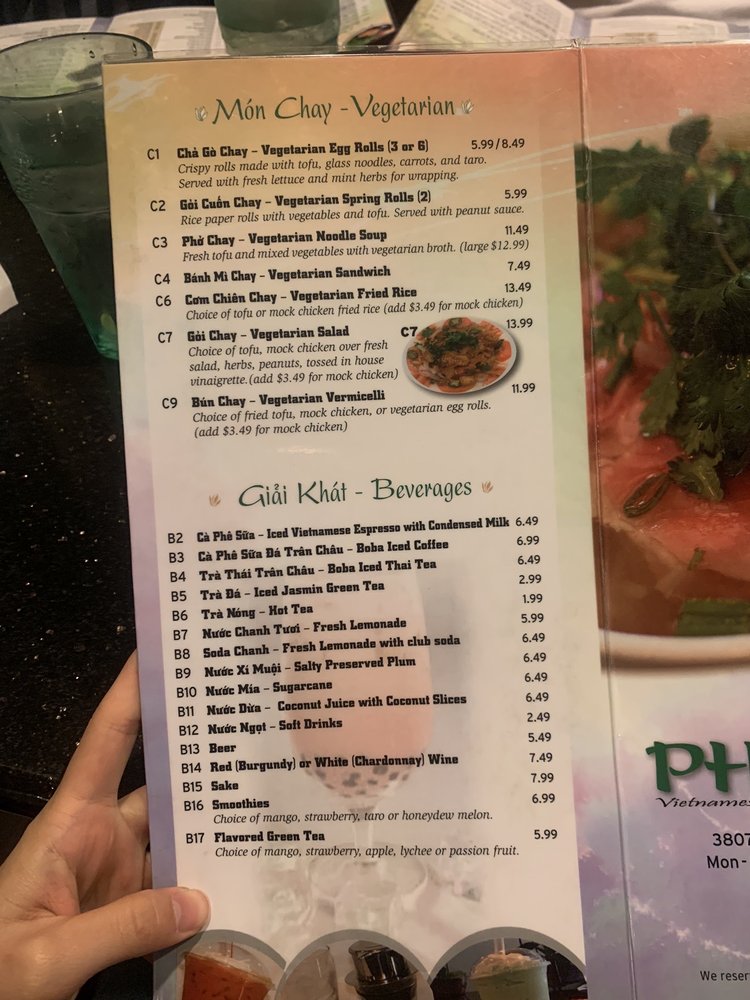 Món Chay - Vegetarian
C1 Chả Gò Chay – Vegetarian Egg Rolls (3 or 6) 5.99 / 8.49
Crispy rolls made with tofu, glass noodles, carrots, and taro.
Served with fresh lettuce and mint herbs for wrapping.
C2 Gỏi Cuốn Chay – Vegetarian Spring Rolls (2) 5.99
Rice paper rolls with vegetables and tofu. Served with peanut sauce.
C3 Phở Chay – Vegetarian Noodle Soup 11.49
Fresh tofu and mixed vegetables with vegetarian broth. (large $12.99)
C4 Bánh Mì Chay – Vegetarian Sandwich 7.49
C6 Cơm Chiên Chay – Vegetarian Fried Rice 13.49
Choice of tofu or mock chicken fried rice (add $3.49 for mock chicken)
C7 Gỏi Chay – Vegetarian Salad C7 13.99
Choice of tofu, mock chicken over fresh
salad, herbs, peanuts, tossed in house
vinaigrette.(add $3.49 for mock chicken)
C9 Bún Chay – Vegetarian Vermicelli 11.99
Choice of fried tofu, mock chicken, or vegetarian egg rolls.
(add $3.49 for mock chicken)
Giải Khát - Beverages
B2 Cà Phê Sữa – Iced Vietnamese Espresso with Condensed Milk 6.49
B3 Cà Phê Sữa Đá Trân Châu – Boba Iced Coffee 6.99
B4 Trà Thái Trân Châu – Boba Iced Thai Tea 6.49
B5 Trà Đá – Iced Jasmin Green Tea 2.99
B6 Trà Nóng – Hot Tea 1.99
B7 Nước Chanh Tươi – Fresh Lemonade 5.99
B8 Soda Chanh – Fresh Lemonade with club soda 6.49
B9 Nước Xí Muội – Salty Preserved Plum 6.49
B10 Nước Mía – Sugarcane 6.49
B11 Nước Dừa – Coconut Juice with Coconut Slices 6.49
B12 Nước Ngọt – Soft Drinks 2.49
B13 Beer 5.49
B14 Red (Burgundy) or White (Chardonnay) Wine 7.49
B15 Sake 7.99
B16 Smoothies 6.99
Choice of mango, strawberry, taro or honeydew melon.
B17 Flavored Green Tea 5.99
Choice of mango, strawberry, apple, lychee or passion fruit.
PH
Vietnames
3807
Mon-
We reser